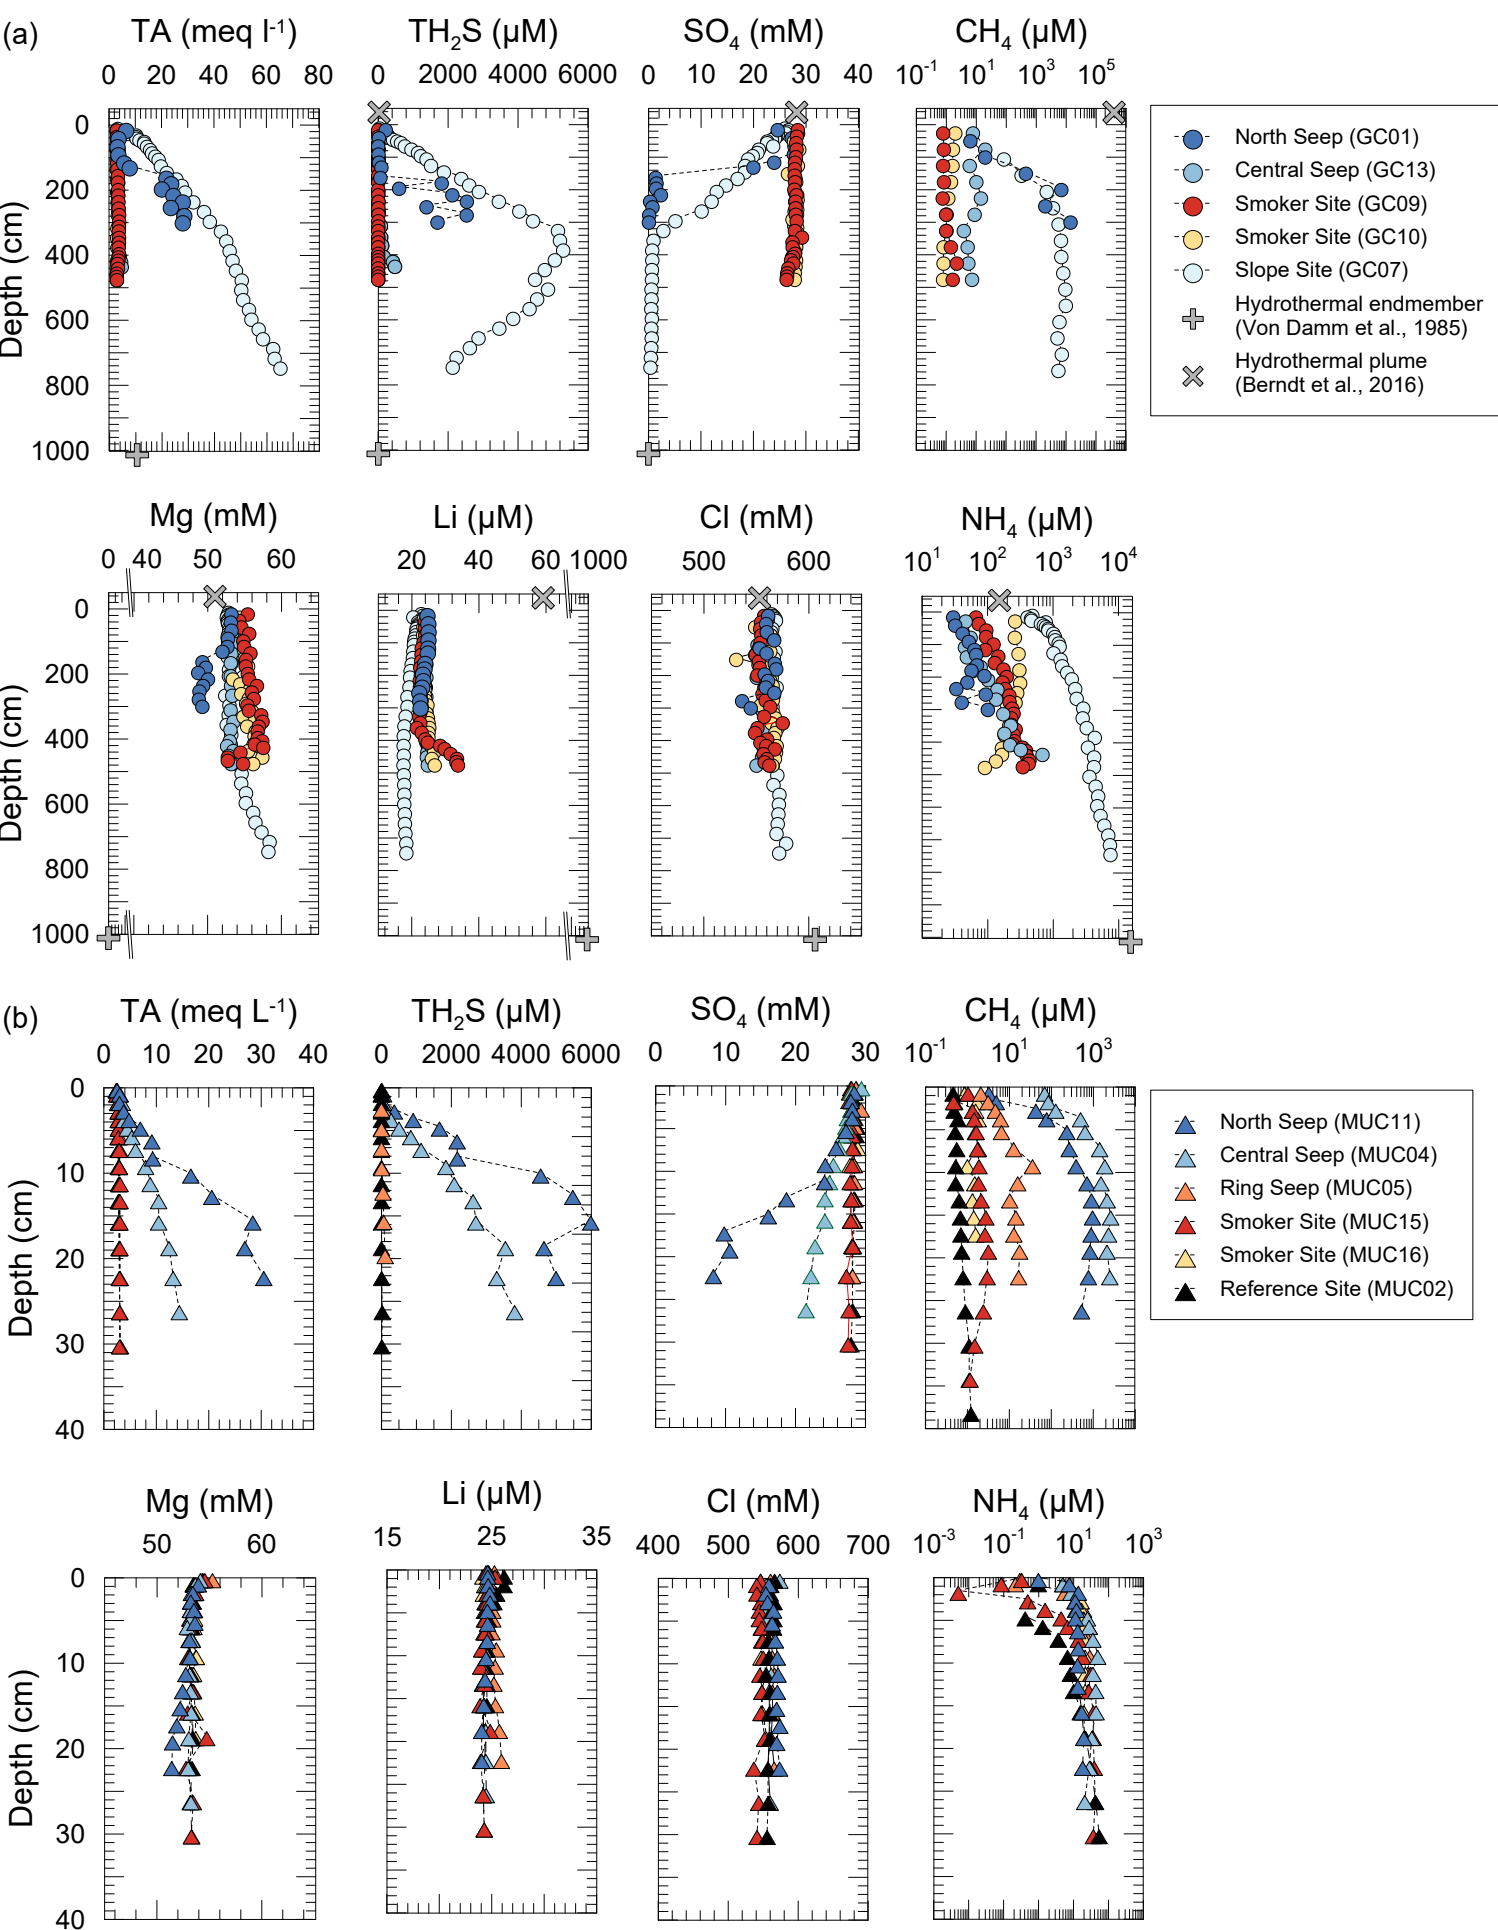 (a)
TA (meq l-1)
TH2S (µM)
SO4 (mM)
CH4 (µM)
0 20 40 60 80
0 2000 4000 6000
0 10 20 30 40
10-1 101 103 105
0
200
400
600
800
1000
Depth (cm)
North Seep (GC01)
Central Seep (GC13)
Smoker Site (GC09)
Smoker Site (GC10)
Slope Site (GC07)
Hydrothermal endmember
(Von Damm et al., 1985)
Hydrothermal plume
(Berndt et al., 2016)
Mg (mM)
Li (µM)
Cl (mM)
NH4 (µM)
0 40 50 60
20 40 60 1000
500 600
101 102 103 104
0
200
400
600
800
1000
Depth (cm)
(b)
TA (meq L-1)
TH2S (µM)
SO4 (mM)
CH4 (µM)
0 10 20 30 40
0 2000 4000 6000
0 10 20 30
10-1 101 103
0
10
20
30
40
Depth (cm)
North Seep (MUC11)
Central Seep (MUC04)
Ring Seep (MUC05)
Smoker Site (MUC15)
Smoker Site (MUC16)
Reference Site (MUC02)
Mg (mM)
Li (µM)
Cl (mM)
NH4 (µM)
50 60
15 25 35
400 500 600 700
10-3 10-1 101 103
0
10
20
30
40
Depth (cm)